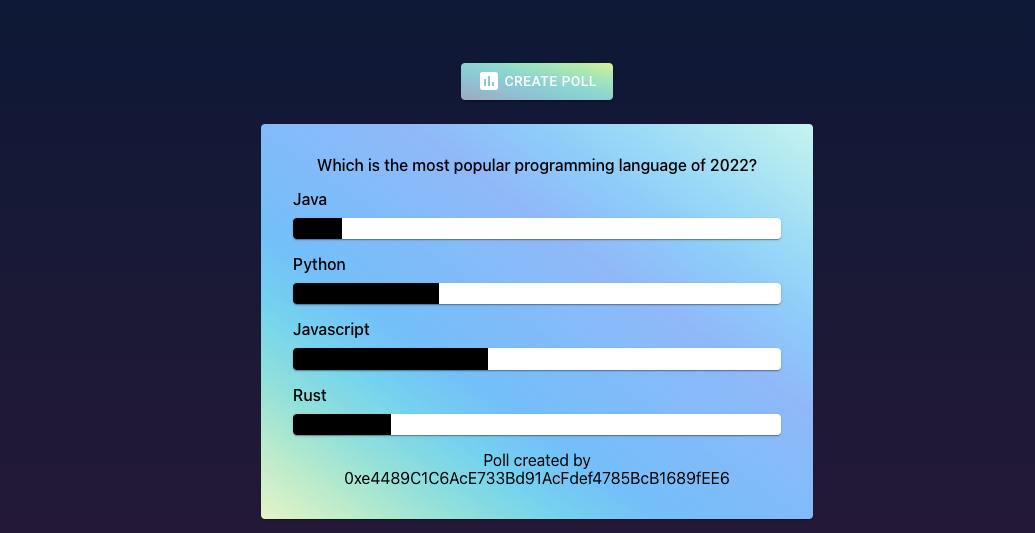 CREATE POLL
Which is the most popular programming language of 2022?
Java
Python
Javascript
Rust
Poll created by
0xe4489C1C6AcE733Bd91AcFdef4785BcB1689fEE6